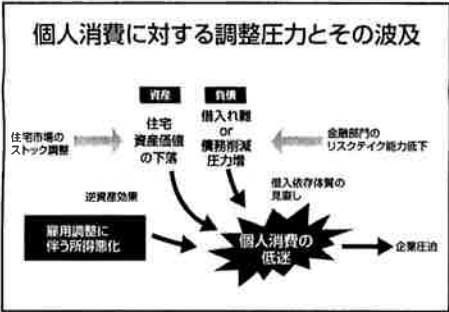 個人消費に対する調整圧力とその波及
資産
負債
住宅市場の
ストック調整
住宅
資産価値
の下落
借入れ難
or
債務削減
圧力増
金融部門の
リスクテイク能力低下
逆資産効果
借入依存体質の
見直し
雇用調整に
伴う所得悪化
個人消費の
低迷
企業圧迫